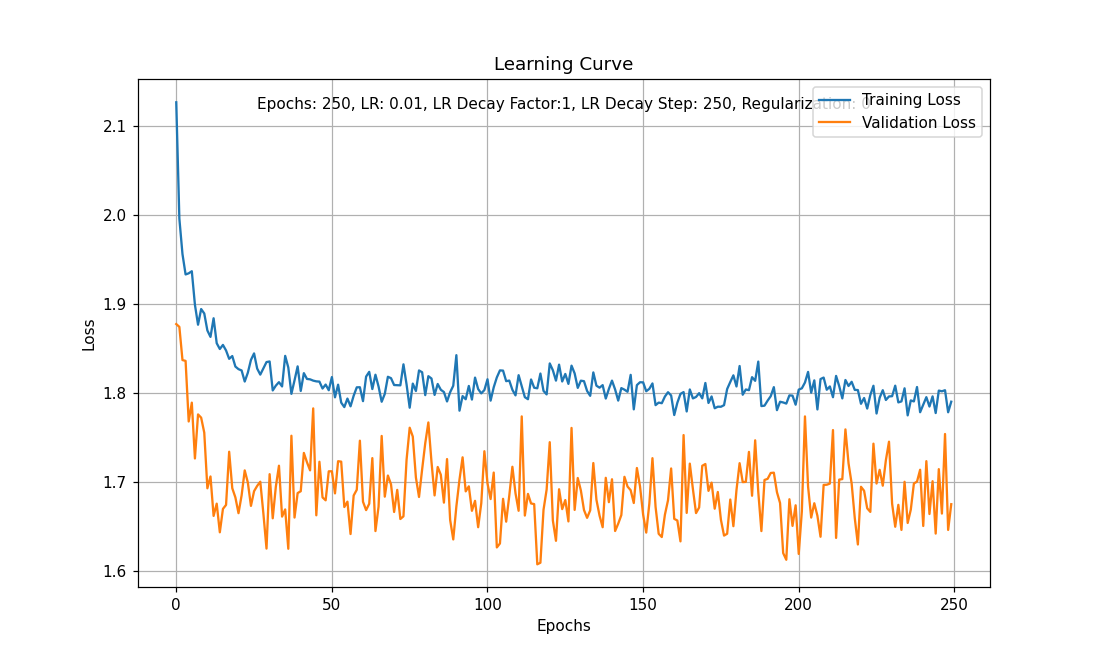 Learning Curve
Epochs: 250, LR: 0.01, LR Decay Factor:1, LR Decay Step: 250, Regularization: 0
Training Loss
Validation Loss
Loss
2.1
2.0
1.9
1.8
1.7
1.6
0 50 100 150 200 250
Epochs